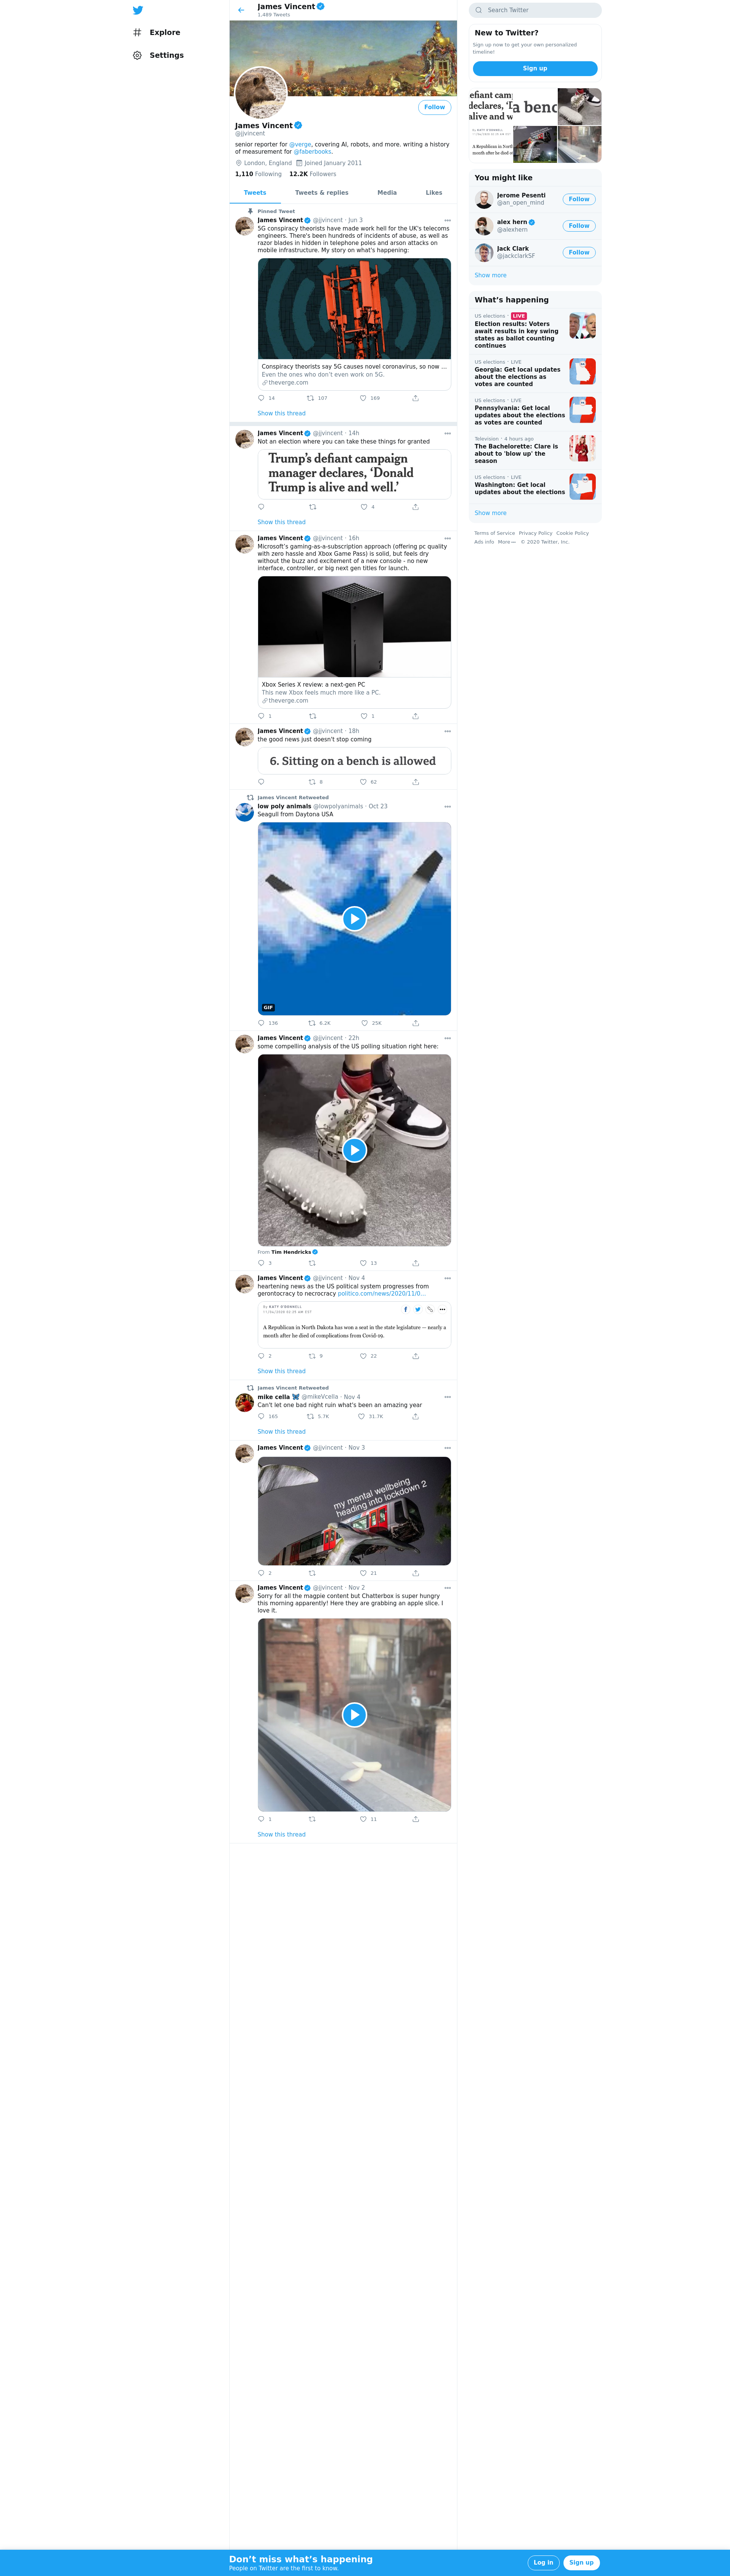 Explore
Settings
James Vincent
1,469 Tweets
Follow
James Vincent
@jjvincent
senior reporter for @verge, covering AI, robots, and more. writing a history
of measurement for @faberbooks.
London, England Joined January 2011
1,110 Following 12.2K Followers
Tweets Tweets & replies Media Likes
Pinned Tweet
James Vincent @jjvincent · Jun 3
5G conspiracy theorists have made work hell for the UK's telecoms
engineers. There's been hundreds of incidents of abuse, as well as
razor blades in hidden in telephone poles and arson attacks on
mobile infrastructure. My story on what's happening:
Conspiracy theorists say 5G causes novel coronavirus, so now ...
Even the ones who don't even work on 5G.
theverge.com
14 107 168
Show this thread
James Vincent @jjvincent · 14h
Not an election where you can take these things for granted
Trump's defiant campaign
manager declares, 'Donald
Trump is alive and well.'
4
Show this thread
James Vincent @jjvincent · 16h
Microsoft's gaming-as-a-subscription approach (offering pc quality
with zero hassle and Xbox Game Pass) is solid, but feels dry
without the buzz and excitement of a new console - no new
interface, controller, or big next gen titles for launch.
Xbox Series X review: a next-gen PC
This new Xbox feels much more like a PC.
theverge.com
1 1
James Vincent @jjvincent · 18h
the good news just doesn't stop coming
6. Sitting on a bench is allowed
8 62
James Vincent Retweeted
low poly animals @lowpolyanimals · Oct 23
Seagull from Daytona USA
GIF
136 6.2K 25K
James Vincent @jjvincent · 22h
some compelling analysis of the US polling situation right here:
From Tim Hendricks
3 13
James Vincent @jjvincent · Nov 4
heartening news as the US political system progresses from
gerontocracy to necrocracy politico.com/news/2020/11/0...
By MATT O'DONNELL
A Republican in North Dakota has won a seat in the state legislature — nearly a
month after he died of complications from Covid-19.
2 9 22
Show this thread
James Vincent Retweeted
mike cella @mikeVcella · Nov 4
Can't let one bad night ruin what's been an amazing year
165 5.7K 31.7K
Show this thread
James Vincent @jjvincent · Nov 3
my mental wellbeing
heading into lockdown 2
2 21
James Vincent @jjvincent · Nov 2
Sorry for all the magpie content but Chatterbox is super hungry
this morning apparently! Here they are grabbing an apple slice. I
love it.
1 11
Show this thread
Search Twitter
New to Twitter?
Sign up now to get your own personalized
timeline!
Sign up
efiant cam
declares, 'I
alive and w
a benc
A Republican in North
month after he died o
You might like
Jerome Pesenti
@an_open_mind
Follow
alex hern
@alexhern
Follow
Jack Clark
@jackclarkSF
Follow
Show more
What's happening
US elections · LIVE
Election results: Voters
await results in key swing
states as ballot counting
continues
US elections · LIVE
Georgia: Get local updates
about the elections as
votes are counted
US elections · LIVE
Pennsylvania: Get local
updates about the elections
as votes are counted
Television · 4 hours ago
The Bachelorette: Clare is
about to 'blow up' the
season
US elections · LIVE
Washington: Get local
updates about the elections
Show more
Terms of Service Privacy Policy Cookie Policy
Ads info More © 2020 Twitter, Inc.
Don't miss what's happening
People on Twitter are the first to know.
Log in Sign up